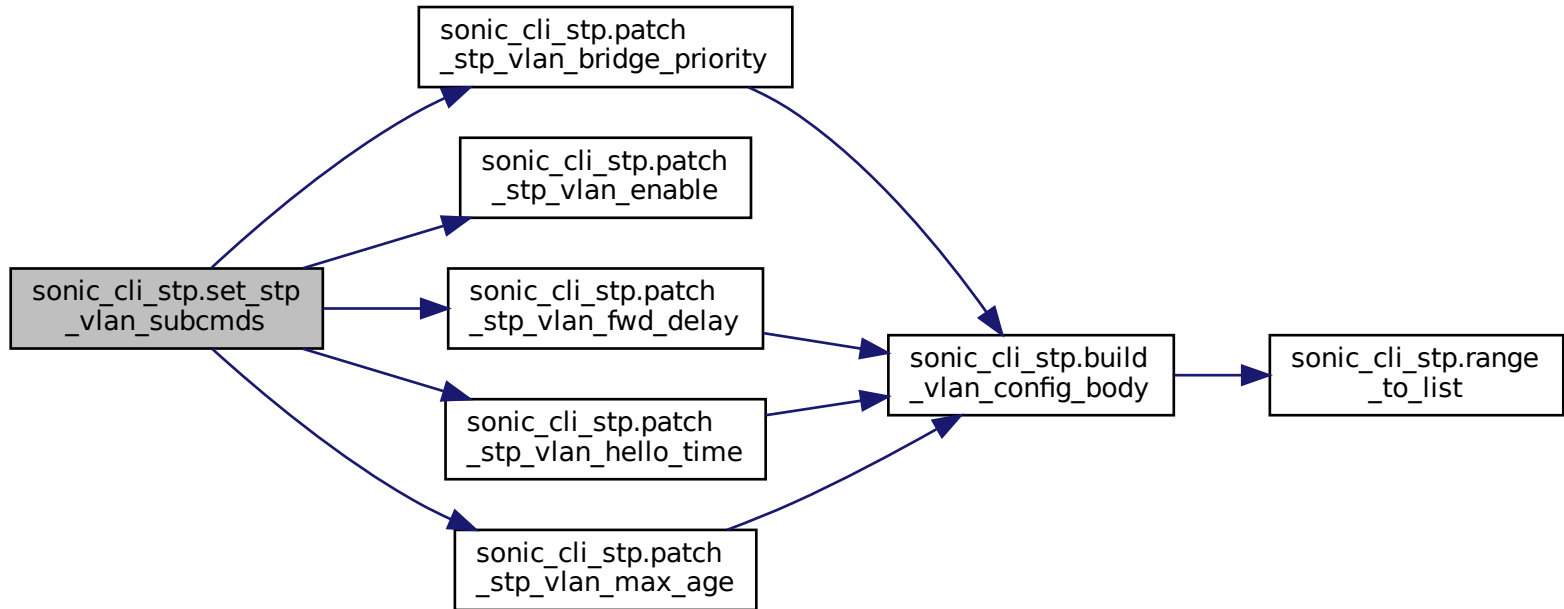 sonic_cli_stp.patch
_stp_vlan_bridge_priority
sonic_cli_stp.patch
_stp_vlan_enable
sonic_cli_stp.set_stp
_vlan_subcmds
sonic_cli_stp.patch
_stp_vlan_fwd_delay
sonic_cli_stp.build
_vlan_config_body
sonic_cli_stp.range
_to_list
sonic_cli_stp.patch
_stp_vlan_hello_time
sonic_cli_stp.patch
_stp_vlan_max_age